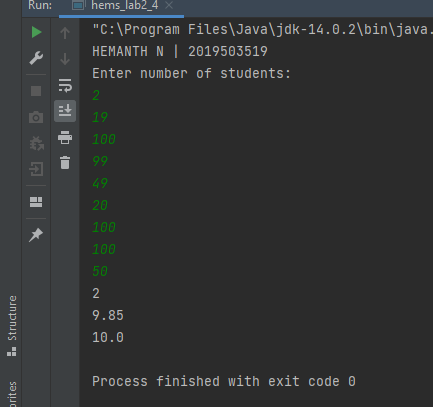 Run: hems_lab2_4 ×
"C:\Program Files\Java\jdk-14.0.2\bin\java.
HEMANTH N | 2019503519
Enter number of students:
2
19
100
99
49
20
100
100
50
2
9.85
10.0
Process finished with exit code 0
Structure
rites